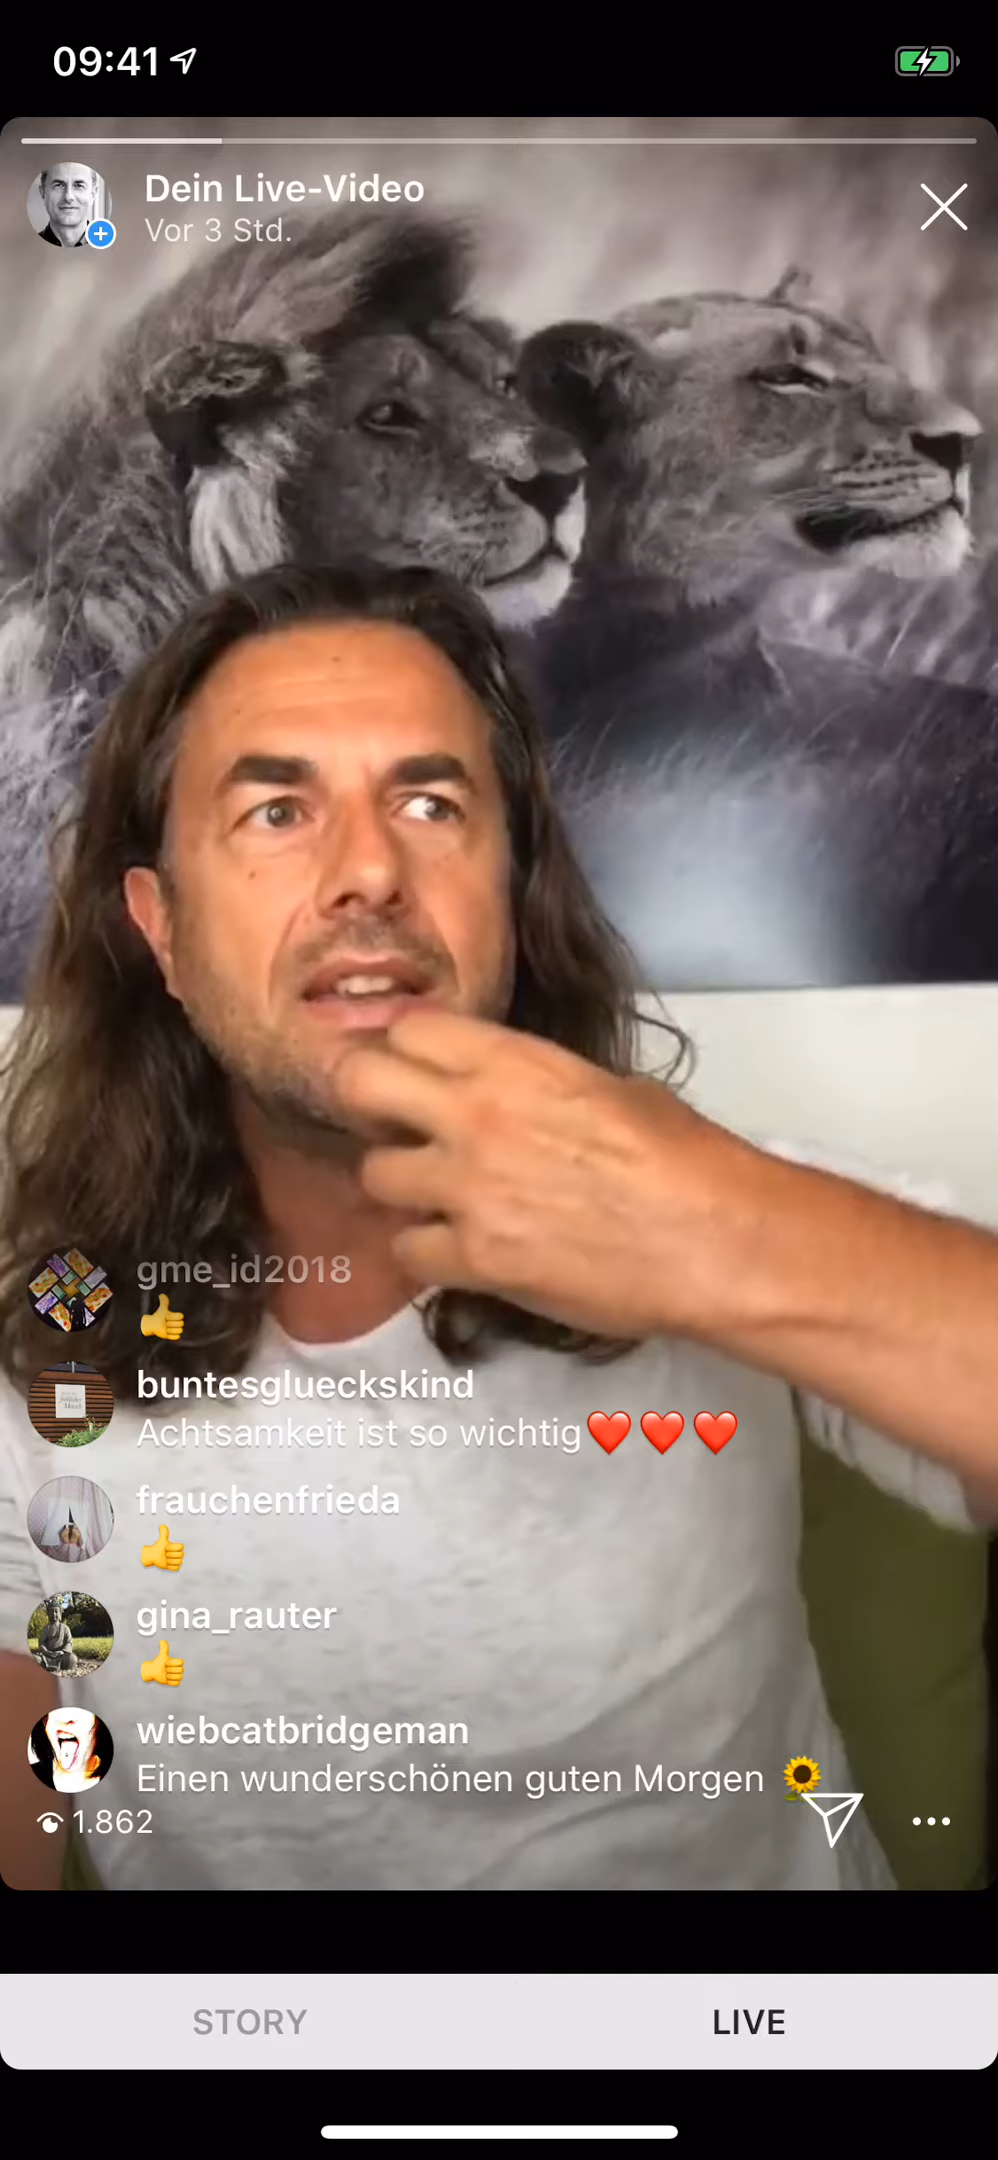 09:41
Dein Live-Video
Vor 3 Std.
gme_id2018
👍
buntesglueckskind
Achtsamkeit ist so wichtig❤️❤️❤️
frauchenfrieda
👍
gina_rauter
👍
wiebcatbridgeman
Einen wunderschönen guten Morgen 🌻
1.862
STORY
LIVE